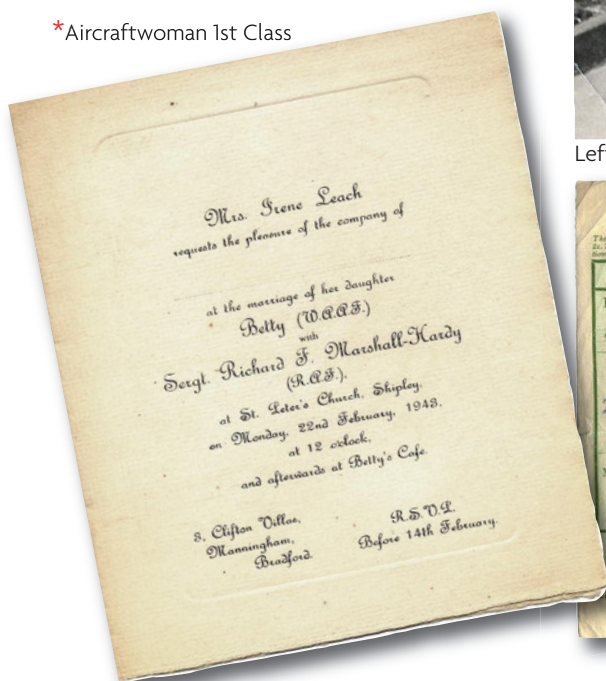 *Aircraftwoman 1st Class
Mrs. Irene Leach
requests the pleasure of the company of
at the marriage of her daughter
Betty (W.A.A.F.)
with
Sergt. Richard F. Marshall-Hardy
(R.A.F.),
at St. Peter's Church, Shipley,
on Monday, 22nd February, 1943,
at 12 o'clock,
and afterwards at Betty's Cafe.
8, Clifton Villas,
Manningham,
Bradford.
R.S.V.P.
Before 14th February.
Left